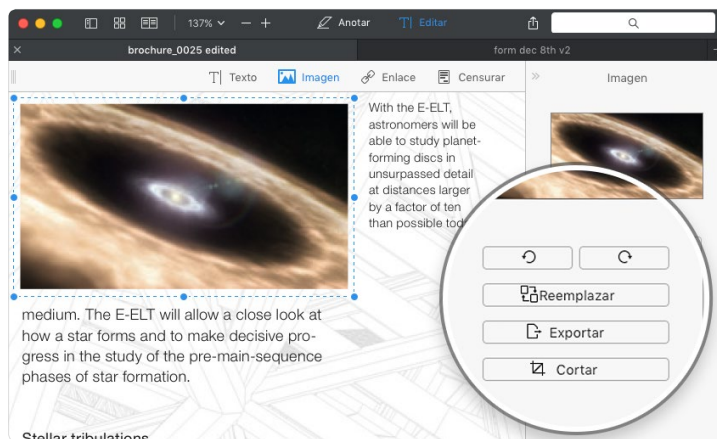 137%
Anotar
Editar
brochure_0025 edited
form dec 8th v2
Texto
Imagen
Enlace
Censurar
Imagen
With the E-ELT,
astronomers will be
able to study planet-
forming discs in
unsurpassed detail
at distances larger
by a factor of ten
than possible
medium. The E-ELT will allow a close look at
how a star forms and to make decisive pro-
gress in the study of the pre-main-sequence
phases of star formation.
Stellar tribulations
Reemplazar
Exportar
Cortar